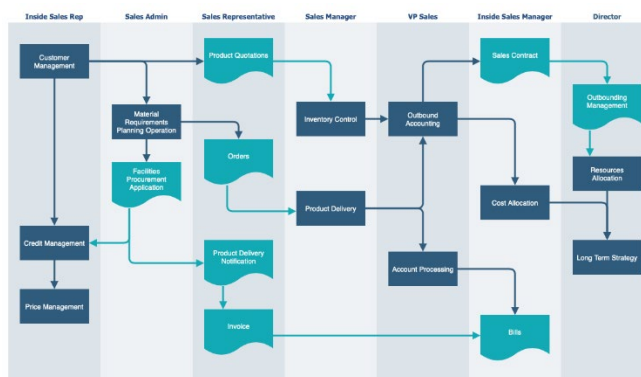 Inside Sales Rep
Sales Admin
Sales Representative
Sales Manager
VP Sales
Inside Sales Manager
Director
Customer
Management
Product Quotations
Sales Contract
Material
Requirements
Planning Operation
Inventory Control
Outbound
Accounting
Outbounding
Management
Facilities
Procurement
Application
Orders
Resources
Allocation
Product Delivery
Cost Allocation
Credit Management
Product Delivery
Notification
Account Processing
Long Term Strategy
Price Management
Invoice
Bills